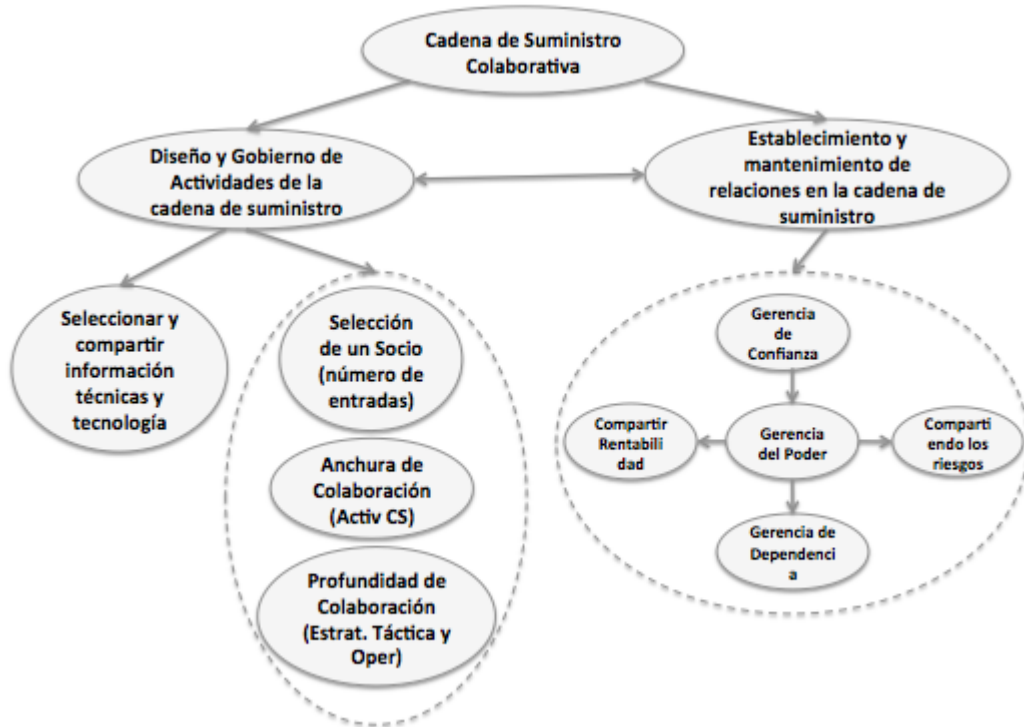 Cadena de Suministro
Colaborativa
Diseño y Gobierno de
Actividades de la
cadena de suministro
Establecimiento y
mantenimiento de
relaciones en la cadena de
suministro
Seleccionar y
compartir
información
técnicas y
tecnología
Selección
de un Socio
(número de
entradas)
Anchura de
Colaboración
(Activ CS)
Profundidad de
Colaboración
(Estrat. Táctica y
Oper)
Gerencia
de
Confianza
Compartir
Rentabili
dad
Gerencia
del Poder
Comparti
endo los
riesgos
Gerencia de
Dependenci
a